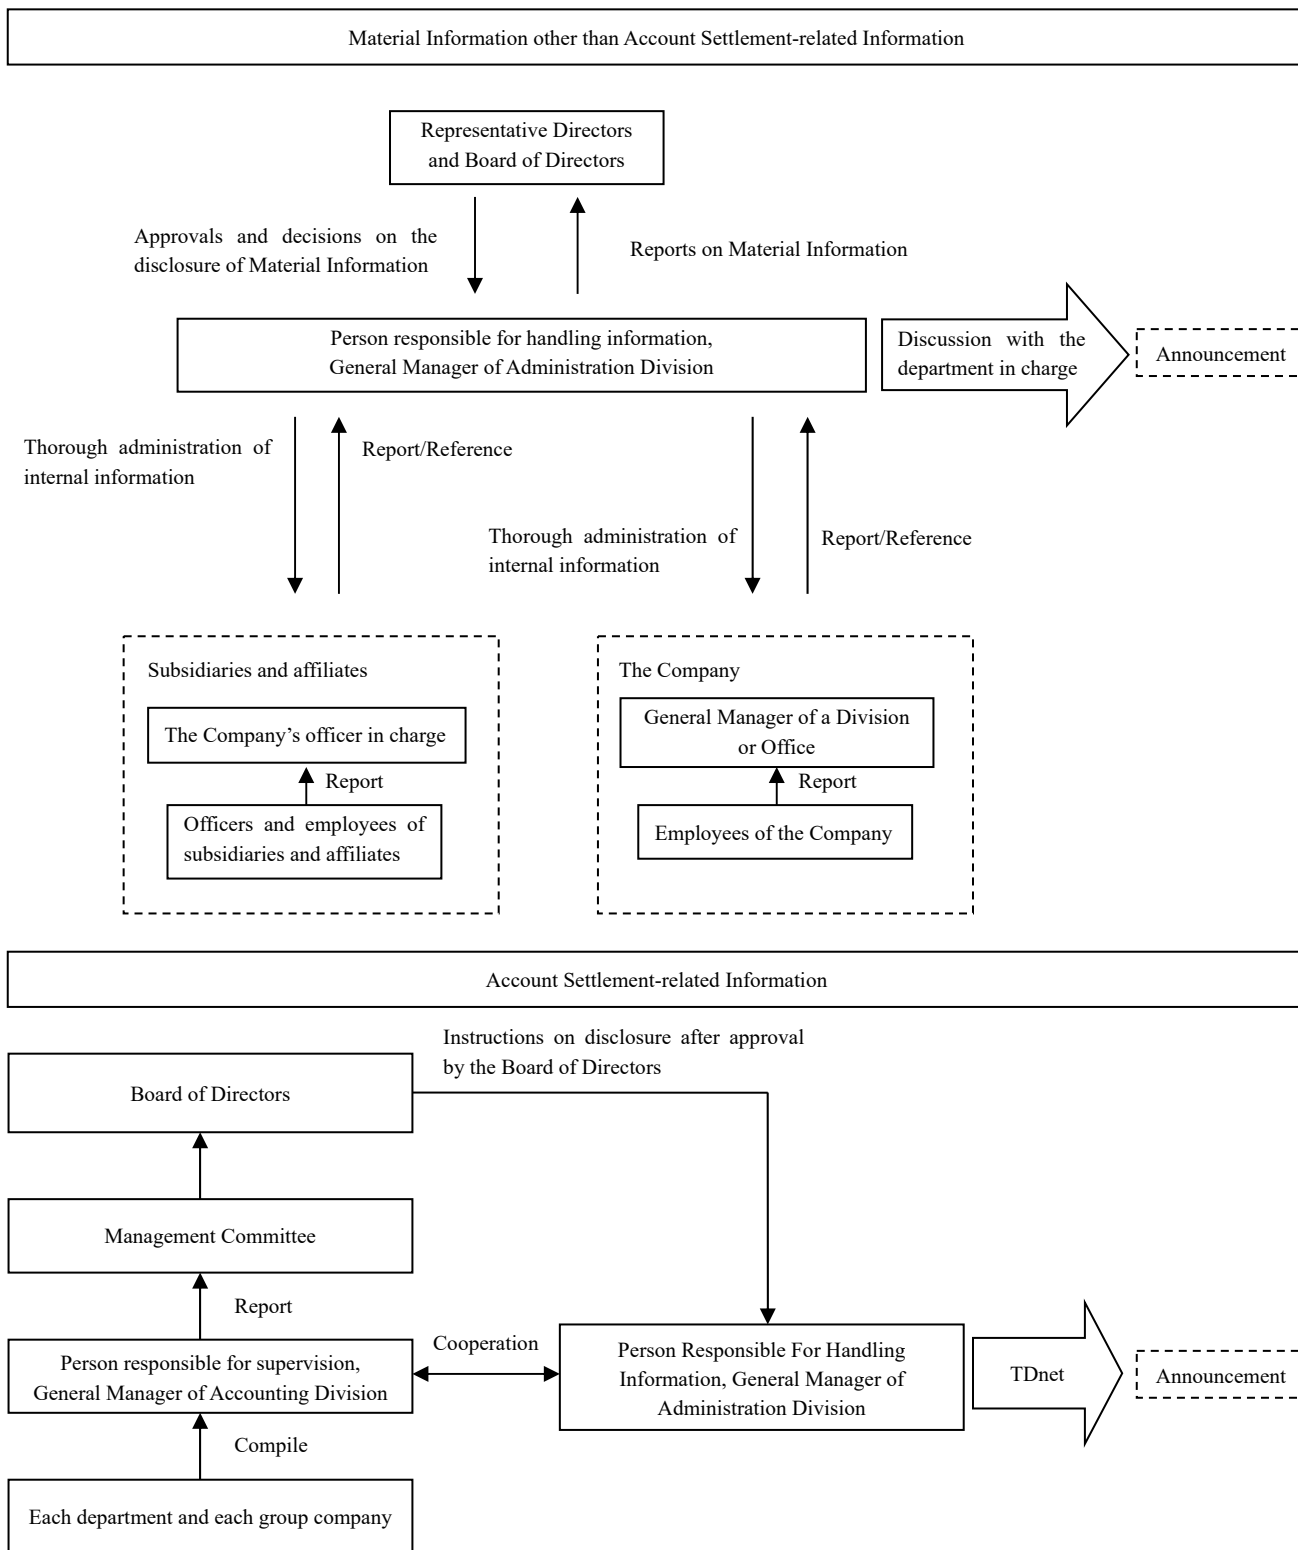 Material Information other than Account Settlement-related Information
Representative Directors
and Board of Directors
Approvals and decisions on the
disclosure of Material Information
Reports on Material Information
Person responsible for handling information,
General Manager of Administration Division
Discussion with the
department in charge
Announcement
Thorough administration of
internal information
Report/Reference
Thorough administration of
internal information
Report/Reference
Subsidiaries and affiliates
The Company’s officer in charge
Report
Officers and employees of
subsidiaries and affiliates
The Company
General Manager of a Division
or Office
Report
Employees of the Company
Account Settlement-related Information
Instructions on disclosure after approval
by the Board of Directors
Board of Directors
Management Committee
Report
Person responsible for supervision,
General Manager of Accounting Division
Cooperation
Person Responsible For Handling
Information, General Manager of
Administration Division
TDnet
Announcement
Compile
Each department and each group company